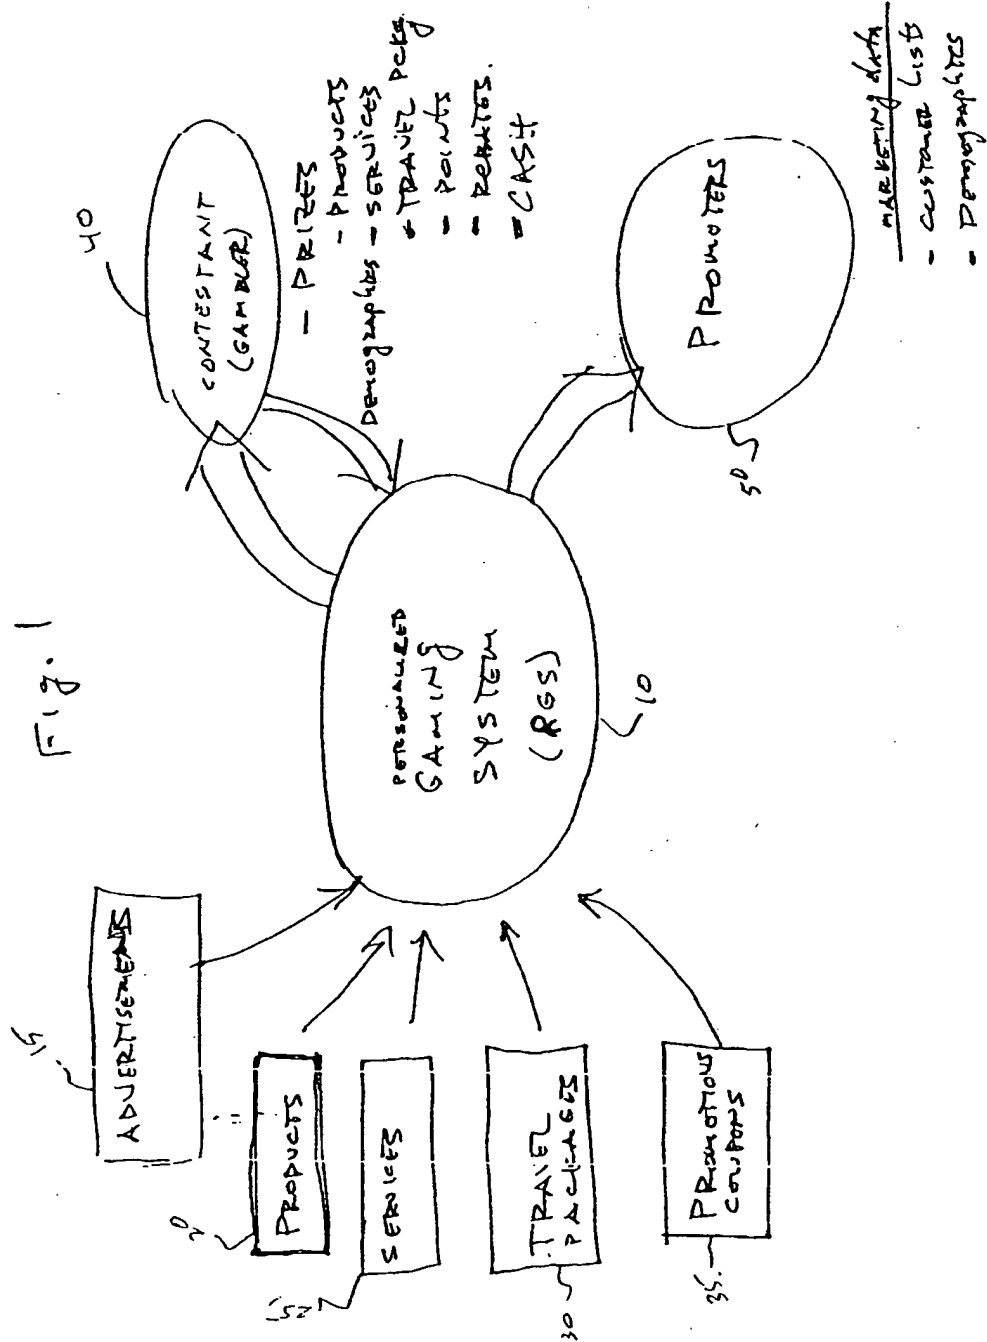 Fig. 1
15
ADVERTISEMENTS
20
PRODUCTS
25
SERVICES
30
TRAVEL
PACKAGES
35
PROMOTIONS
COUPONS
PERSONALIZED
GAMING
SYSTEM
(PGS)
10
40
CONTESTANT
(GAMBLER)
- PRIZES
- PRODUCTS
Demographics - SERVICES
- TRAVEL PCKG
- POINTS
- REBATES.
- CASH
PROMOTERS
50
MARKETING data
- CUSTOMER Lists
- Demographics